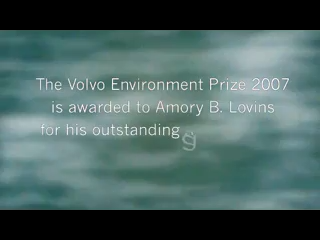 The Volvo Environment Prize 2007
is awarded to Amory B. Lovins
for his outstanding